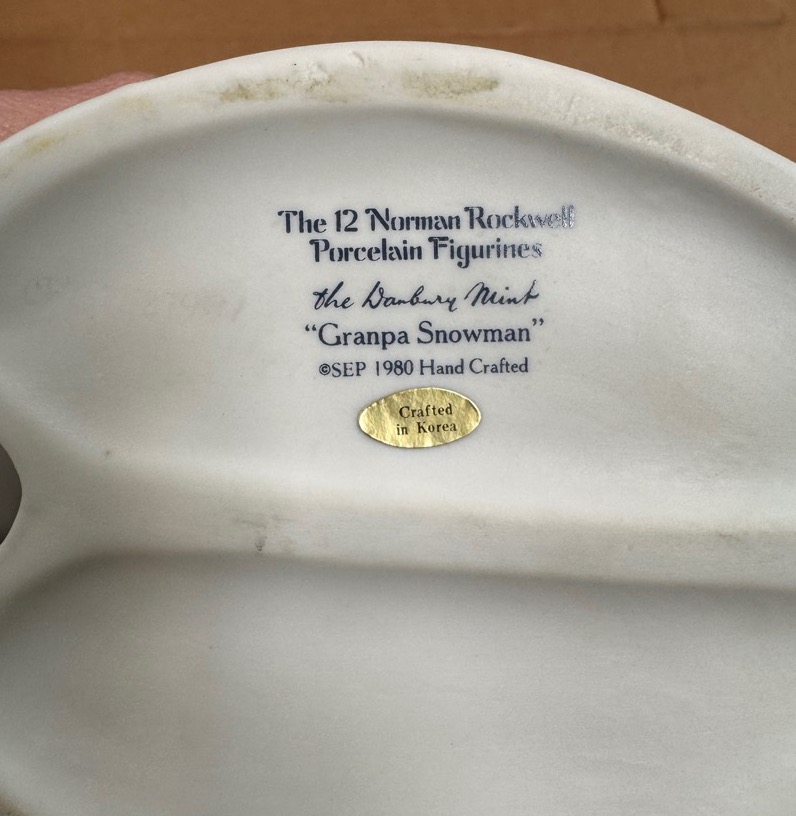 The 12 Norman Rockwell
Porcelain Figurines
the Danbury Mint
“Granpa Snowman”
©SEP 1980 Hand Crafted
Crafted
in Korea